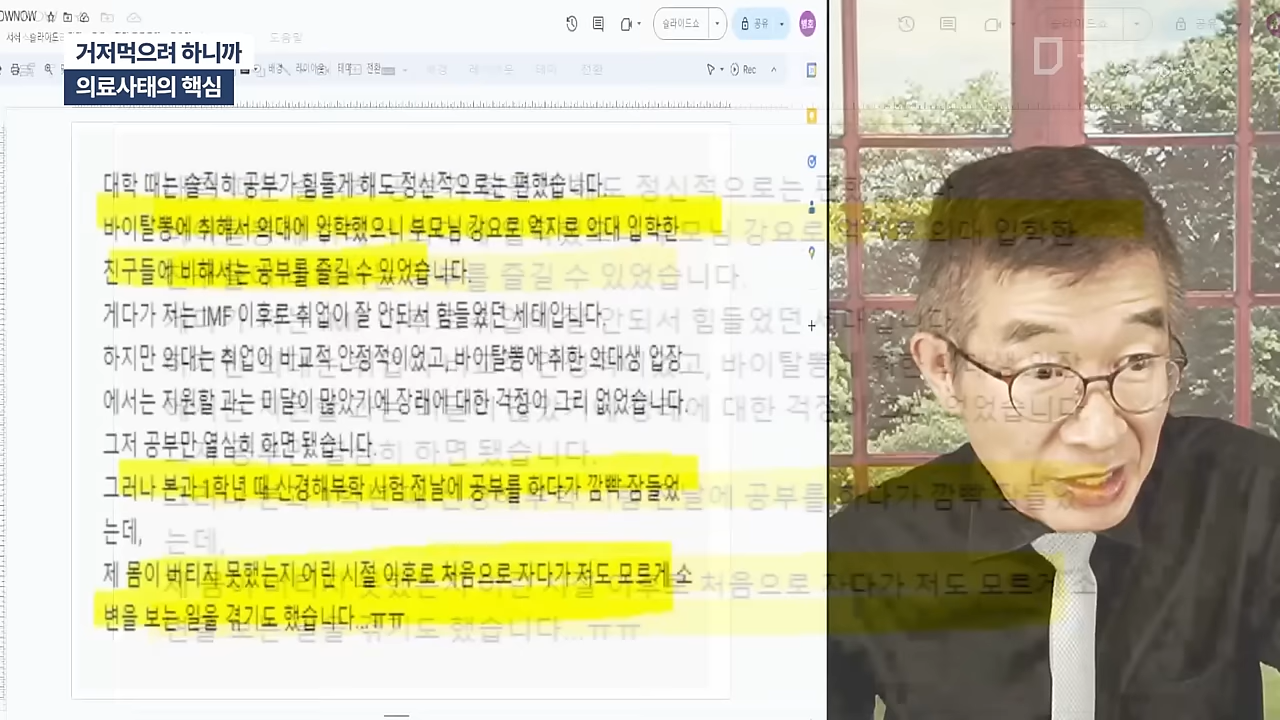 거저먹으려 하니까
의료사태의 핵심
슬라이드쇼
공유
Rec
대학 때는 솔직히 공부가 힘들게 해도 정신적으로는 편했습니다.
바이탈뽕에 취해서 의대에 입학했으니 부모님 강요로 억지로 의대 입학한
친구들에 비해서는 공부를 즐길 수 있었습니다.
게다가 저는 IMF 이후로 취업이 잘 안되서 힘들었던 세대입니다.
하지만 의대는 취업이 비교적 안정적이었고, 바이탈뽕에 취한 의대생 입장
에서는 지원할 과는 미달이 많았기에 장래에 대한 걱정이 그리 없었습니다.
그저 공부만 열심히 하면 됐습니다.
그러나 본과 1학년 때 신경해부학 시험 전날에 공부를 하다가 깜빡 잠들었
는데,
제 몸이 버티지 못했는지 어린 시절 이후로 처음으로 자다가 저도 모르게 소
변을 보는 일을 겪기도 했습니다...ㅠㅠ